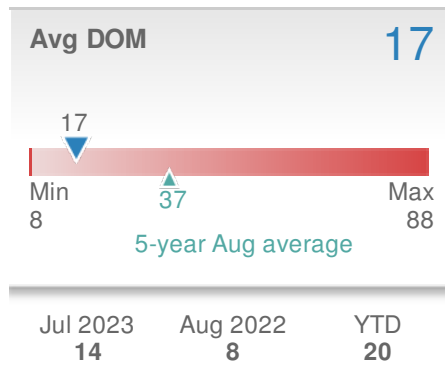 Avg DOM 17
17
Min Max
8 37 88
5-year Aug average
Jul 2023 Aug 2022 YTD
14 8 20